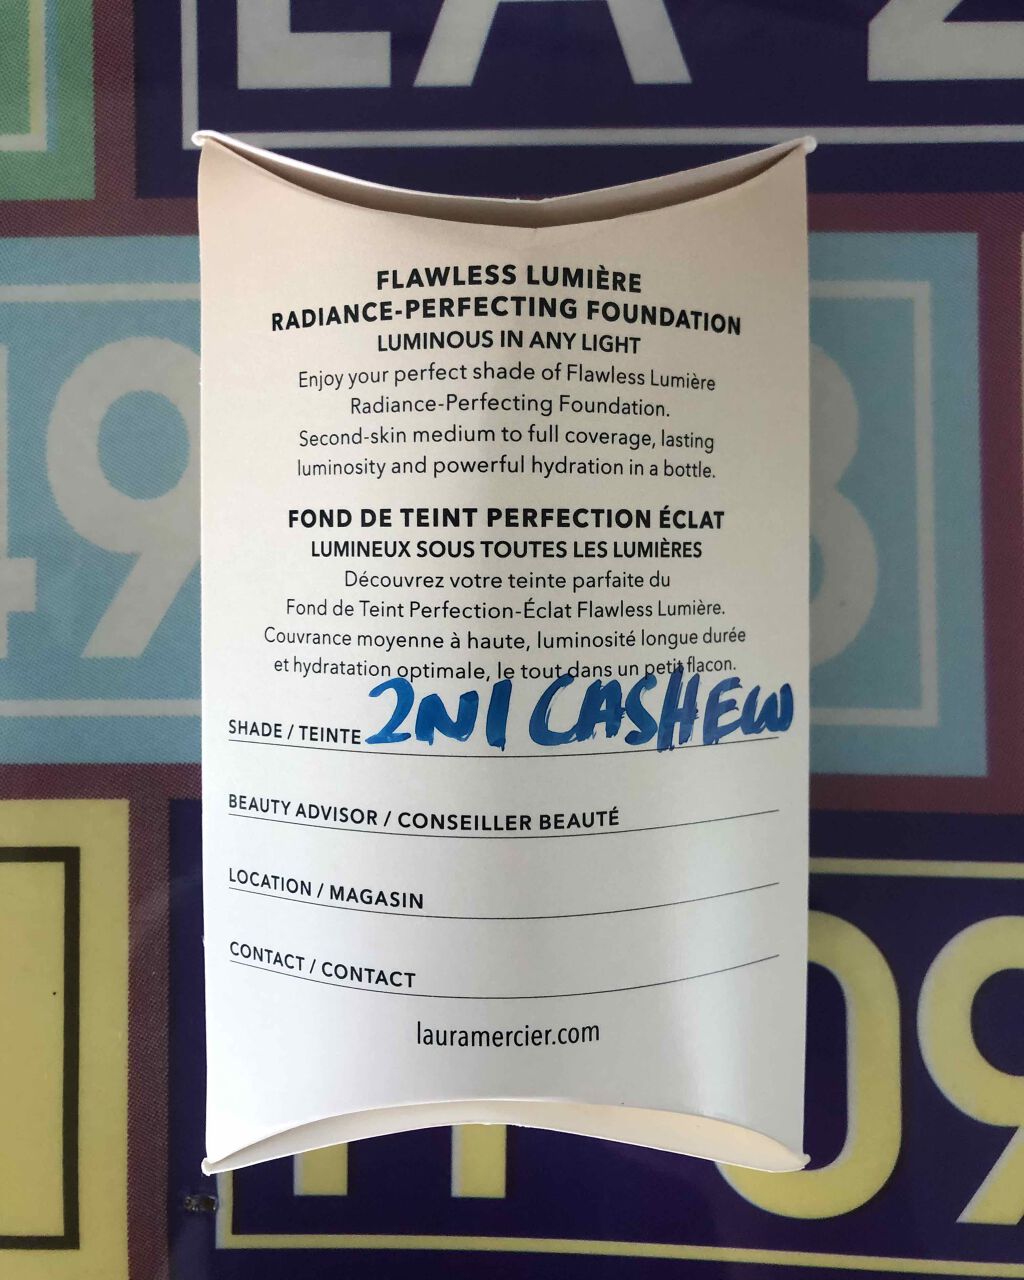 FLAWLESS LUMIÈRE
RADIANCE-PERFECTING FOUNDATION
LUMINOUS IN ANY LIGHT
Enjoy your perfect shade of Flawless Lumière
Radiance-Perfecting Foundation.
Second-skin medium to full coverage, lasting
luminosity and powerful hydration in a bottle.
FOND DE TEINT PERFECTION ÉCLAT
LUMINEUX SOUS TOUTES LES LUMIÈRES
Découvrez votre teinte parfaite du
Fond de Teint Perfection-Éclat Flawless Lumière.
Couvrance moyenne à haute, luminosité longue durée
et hydratation optimale, le tout dans un petit flacon.
SHADE / TEINTE 2N1 CASHEW
BEAUTY ADVISOR / CONSEILLER BEAUTÉ
LOCATION / MAGASIN
CONTACT / CONTACT
lauramercier.com